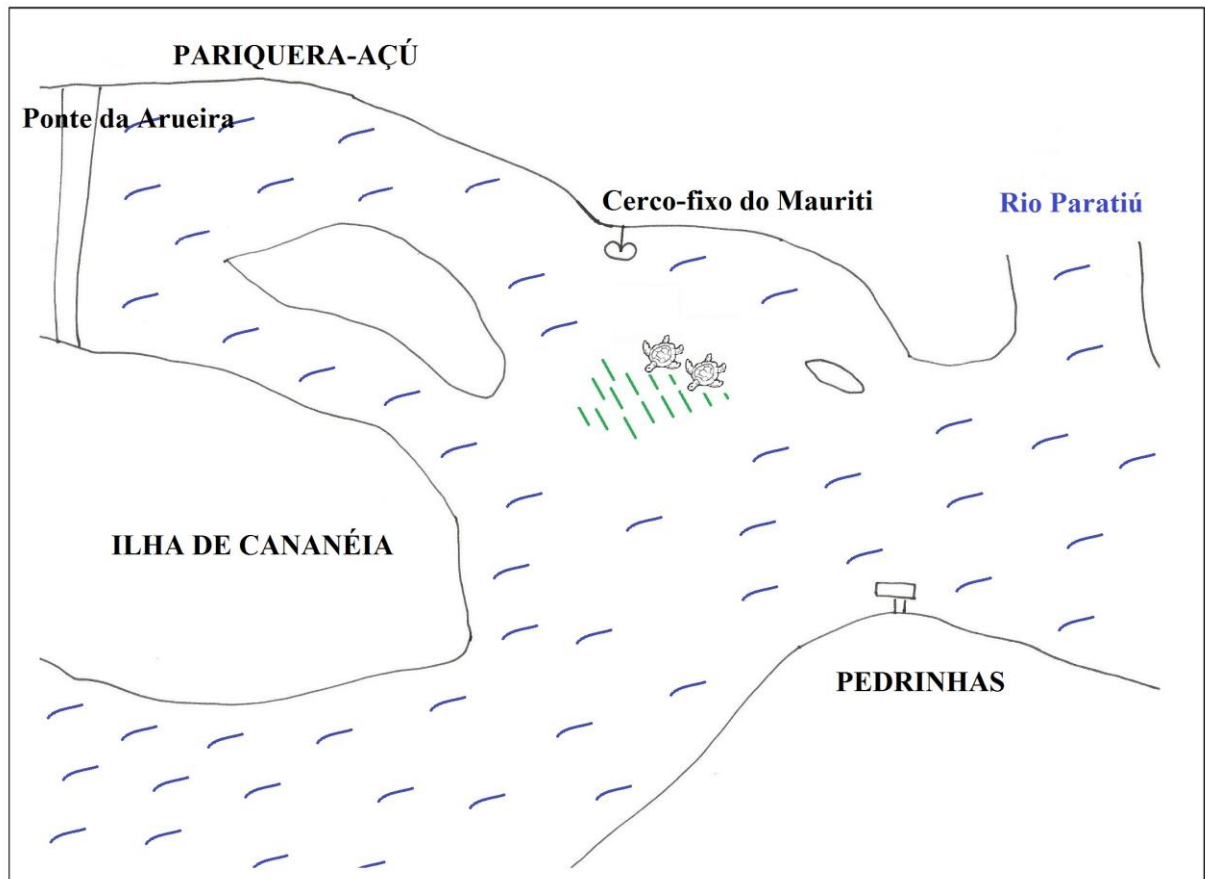 PARIQUERA-AÇÚ
Ponte da Arueira
Cerco-fixo do Mauriti
Rio Paratiú
ILHA DE CANANÉIA
PEDRINHAS